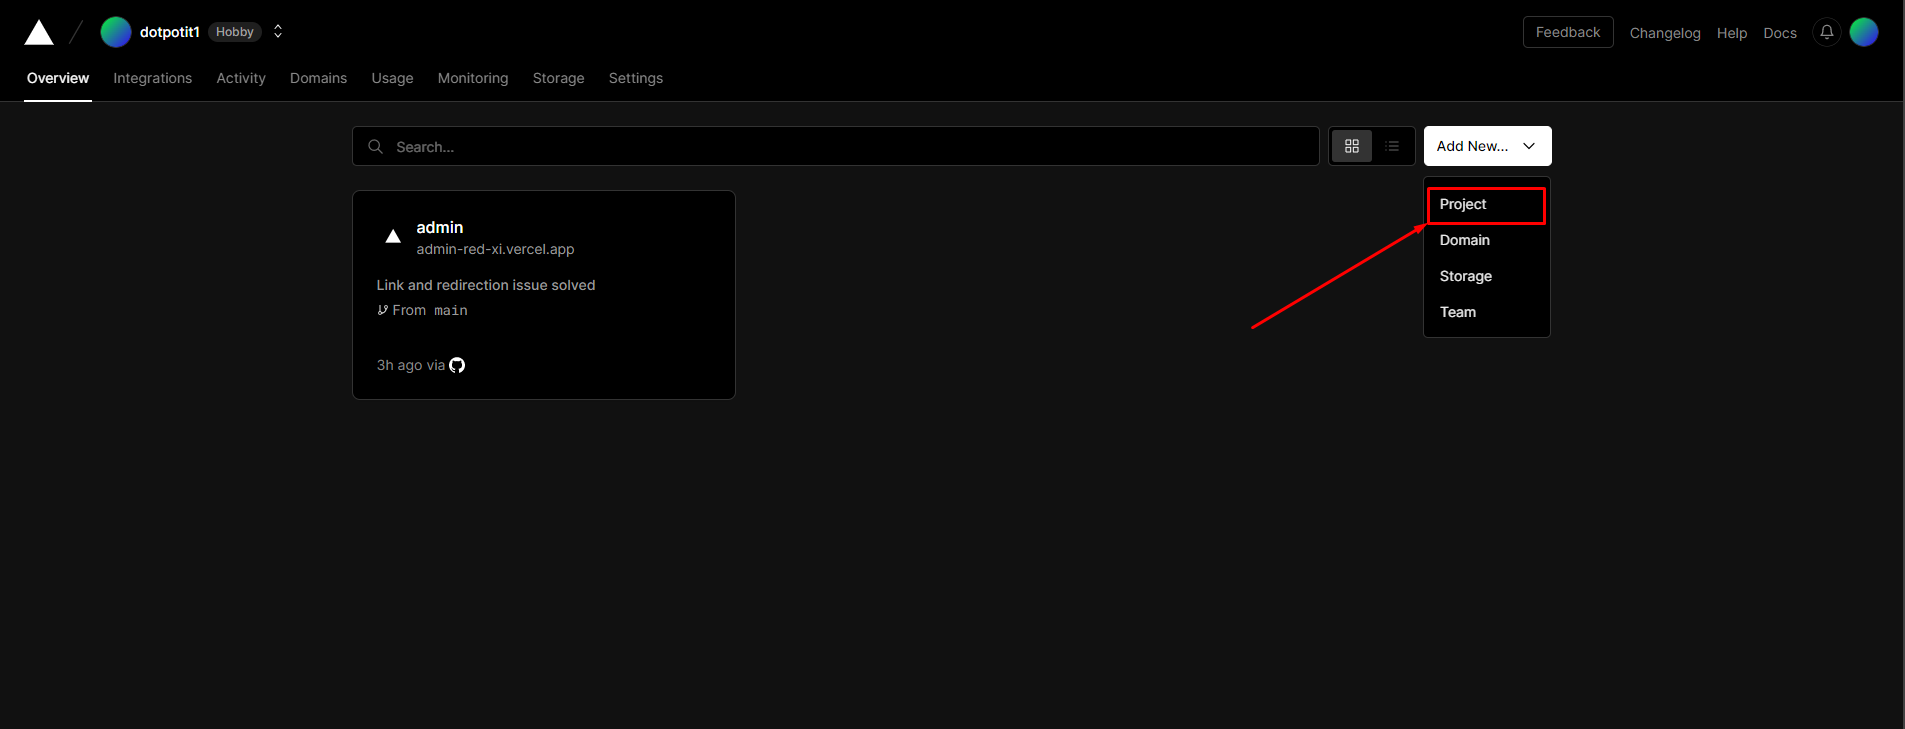 dotpotit1 Hobby
Feedback Changelog Help Docs
Overview Integrations Activity Domains Usage Monitoring Storage Settings
Search...
Add New...
Project
Domain
Storage
Team
admin
admin-red-xi.vercel.app
Link and redirection issue solved
From main
3h ago via